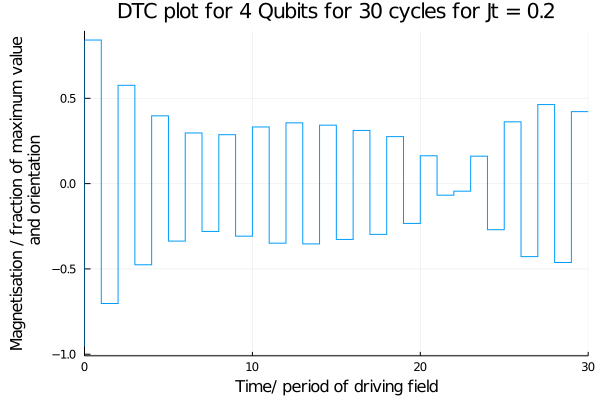 DTC plot for 4 Qubits for 30 cycles for Jt = 0.2
Magnetisation / fraction of maximum value
and orientation
0.5
0.0
−0.5
−1.0
0
10
20
30
Time/ period of driving field